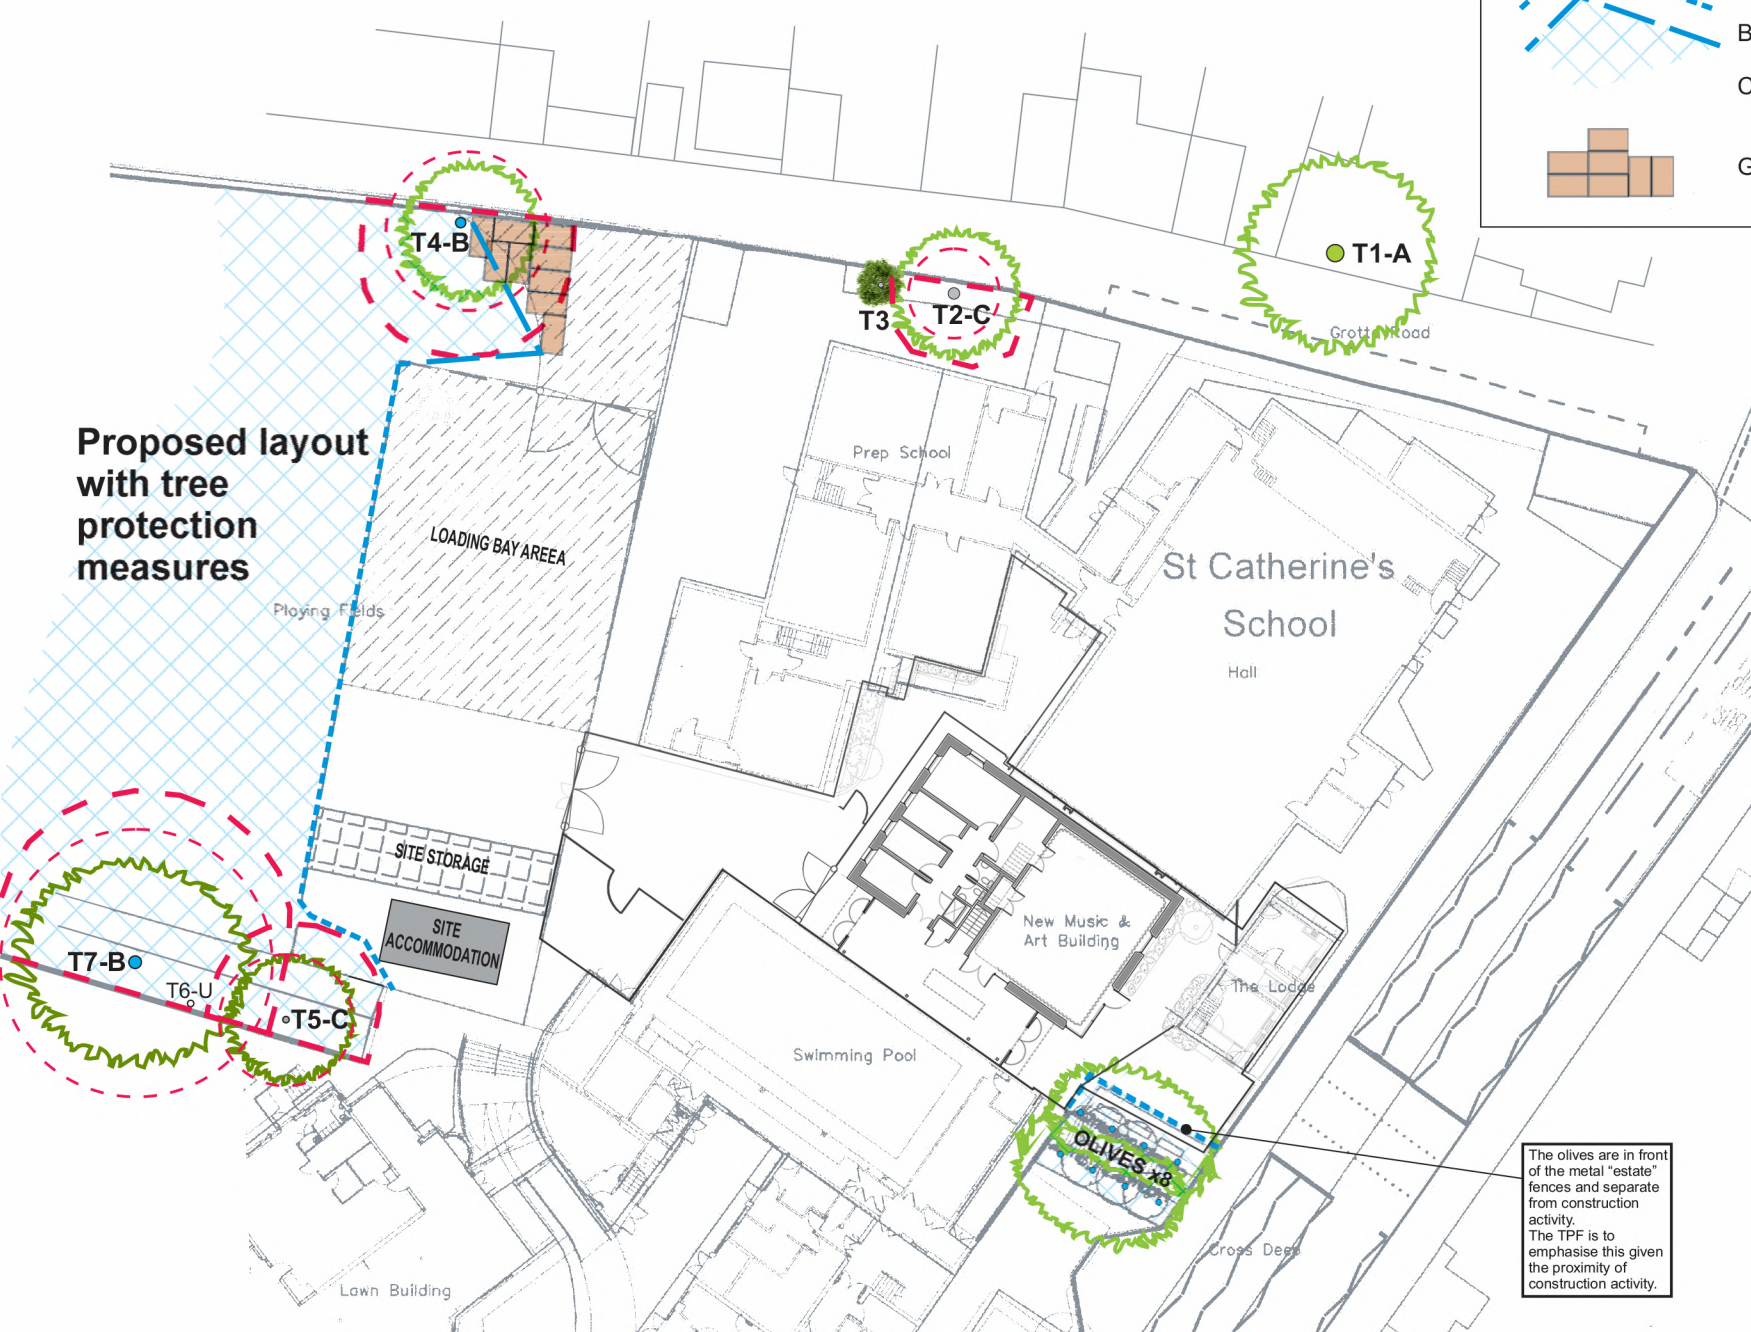 B
C
G
T4-B
T1-A
T3
T2-C
Grotto Road
Proposed layout
with tree
protection
measures
Prep School
LOADING BAY AREEA
St Catherine's
School
Playing Fields
Hall
SITE STORAGE
SITE
ACCOMMODATION
New Music &
Art Building
T7-B
T6-U
T5-C
The Lodge
Swimming Pool
OLIVES x8
The olives are in front
of the metal “estate”
fences and separate
from construction
activity.
The TPF is to
emphasise this given
the proximity of
construction activity.
Cross Deep
Lawn Building